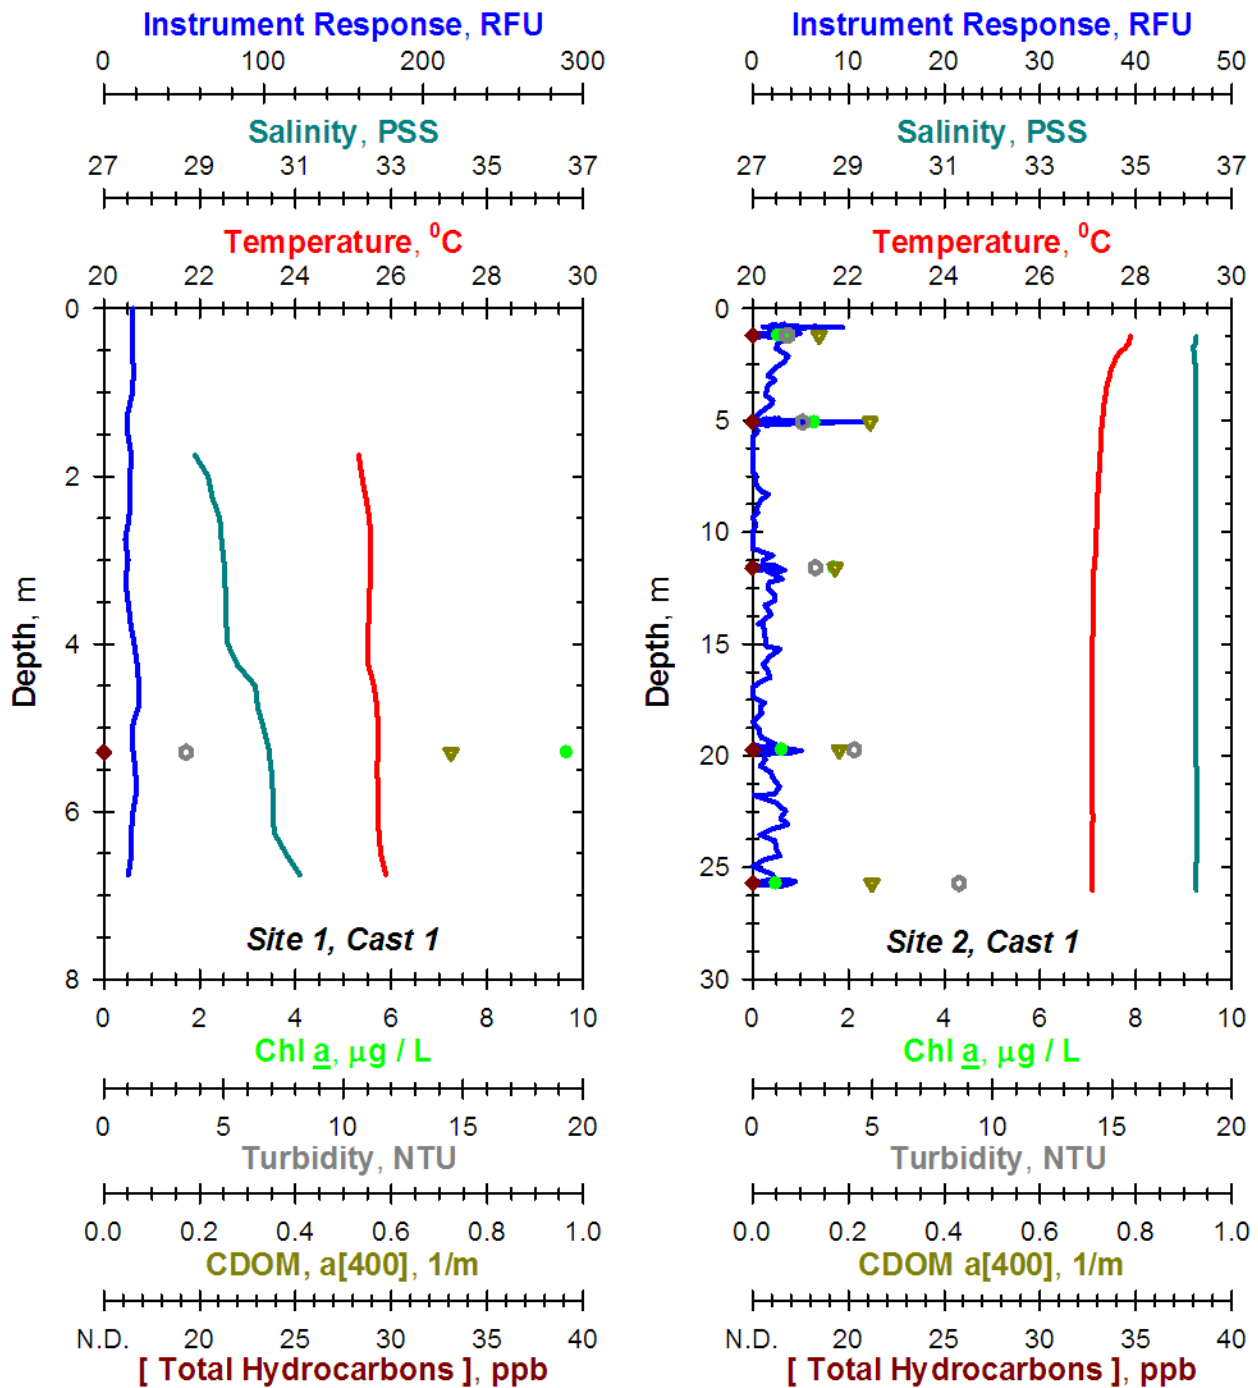 Instrument Response, RFU
0 100 200 300
Salinity, PSS
27 29 31 33 35 37
Temperature, ⁰C
20 22 24 26 28 30
0
2
4
6
8
Depth, m
Site 1, Cast 1
0 2 4 6 8 10
Chl a, μg / L
0 5 10 15 20
Turbidity, NTU
0.0 0.2 0.4 0.6 0.8 1.0
CDOM, a[400], 1/m
N.D. 20 25 30 35 40
[ Total Hydrocarbons ], ppb
Instrument Response, RFU
0 10 20 30 40 50
Salinity, PSS
27 29 31 33 35 37
Temperature, ⁰C
20 22 24 26 28 30
0
5
10
15
20
25
30
Depth, m
Site 2, Cast 1
0 2 4 6 8 10
Chl a, μg / L
0 5 10 15 20
Turbidity, NTU
0.0 0.2 0.4 0.6 0.8 1.0
CDOM a[400], 1/m
N.D. 20 25 30 35 40
[ Total Hydrocarbons ], ppb